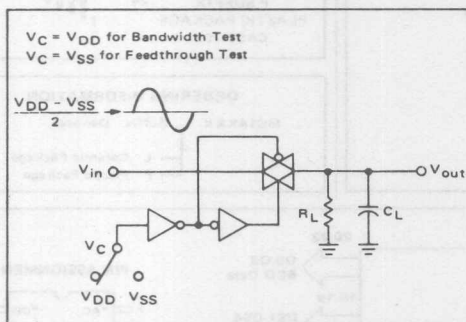 V_C = V_DD for Bandwidth Test
V_C = V_SS for Feedthrough Test
V_DD − V_SS
2
V_in
V_out
R_L
C_L
V_C
V_DD
V_SS